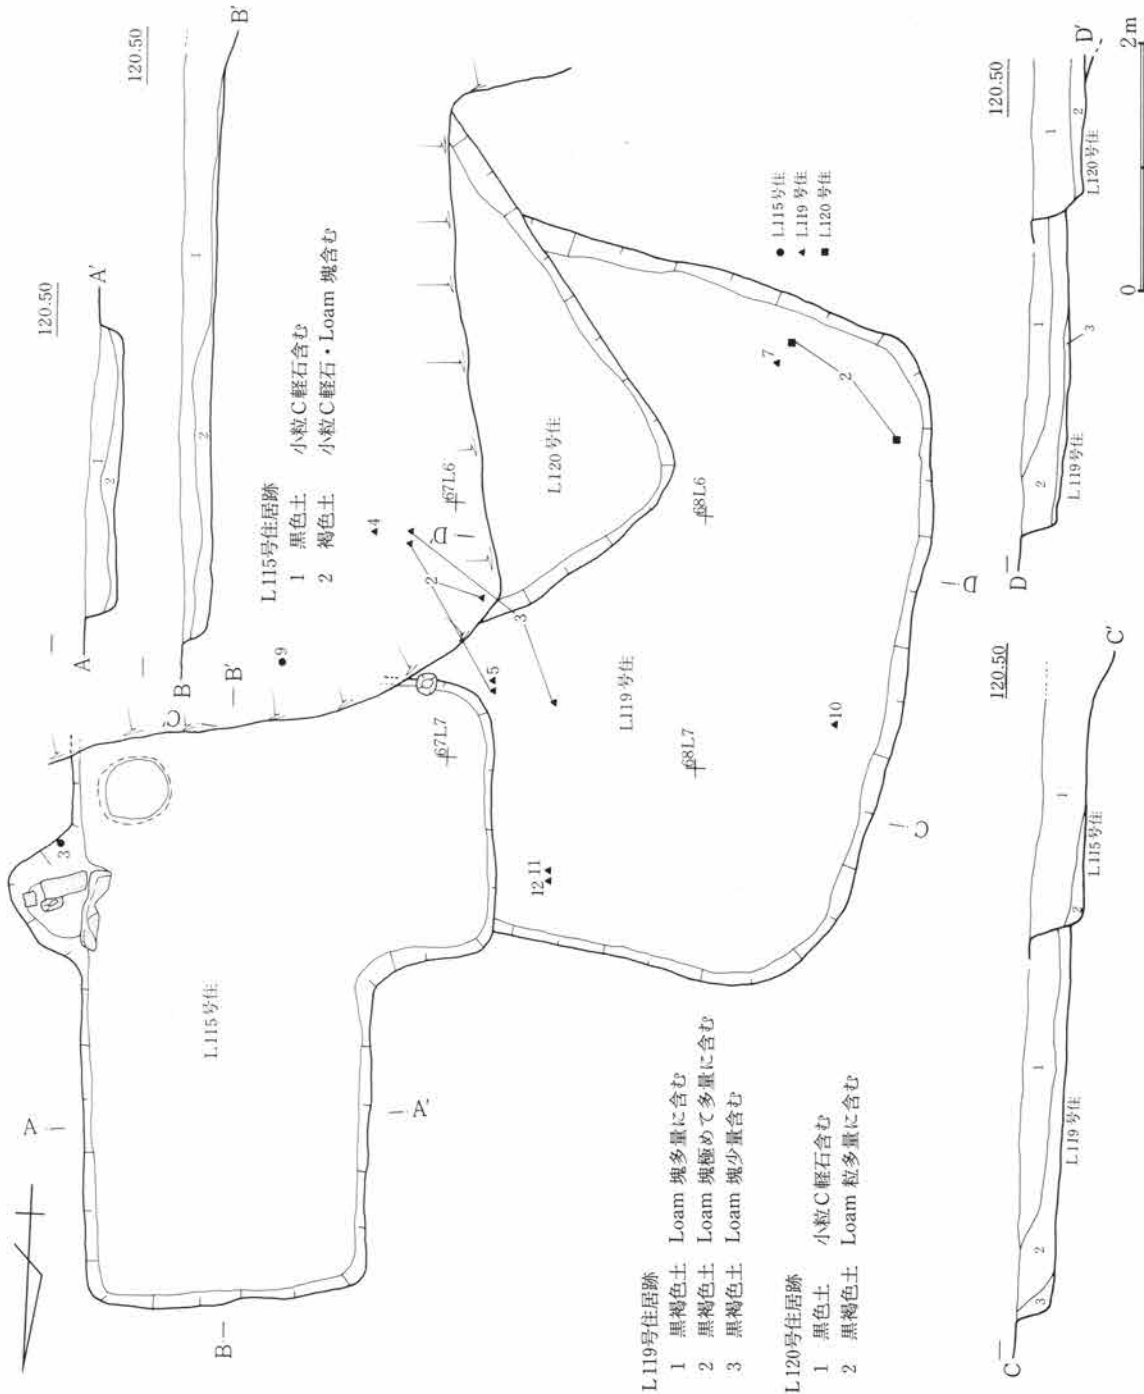 120.50
A
A'
1
2
B
B'
120.50
1
2
L115号住居跡
1 黒色土 小粒C軽石含む
2 褐色土 小粒C軽石・Loam 塊含む
A
A'
B
B'
C
C'
D
D'
L115号住
L119号住
L120号住
67L6
68L6
67L7
68L7
3
9
4
2
3
5
12 11
10
7
2
● L115号住
▲ L119号住
■ L120号住
L119号住居跡
1 黒褐色土 Loam 塊多量に含む
2 黒褐色土 Loam 塊極めて多量に含む
3 黒褐色土 Loam 塊少量含む
L120号住居跡
1 黒色土 小粒C軽石含む
2 黒褐色土 Loam 粒多量に含む
120.50
C
C'
1
2
3
L119号住
1
2
L115号住
120.50
D
D'
1
2
3
L119号住
1
2
L120号住
0
2m